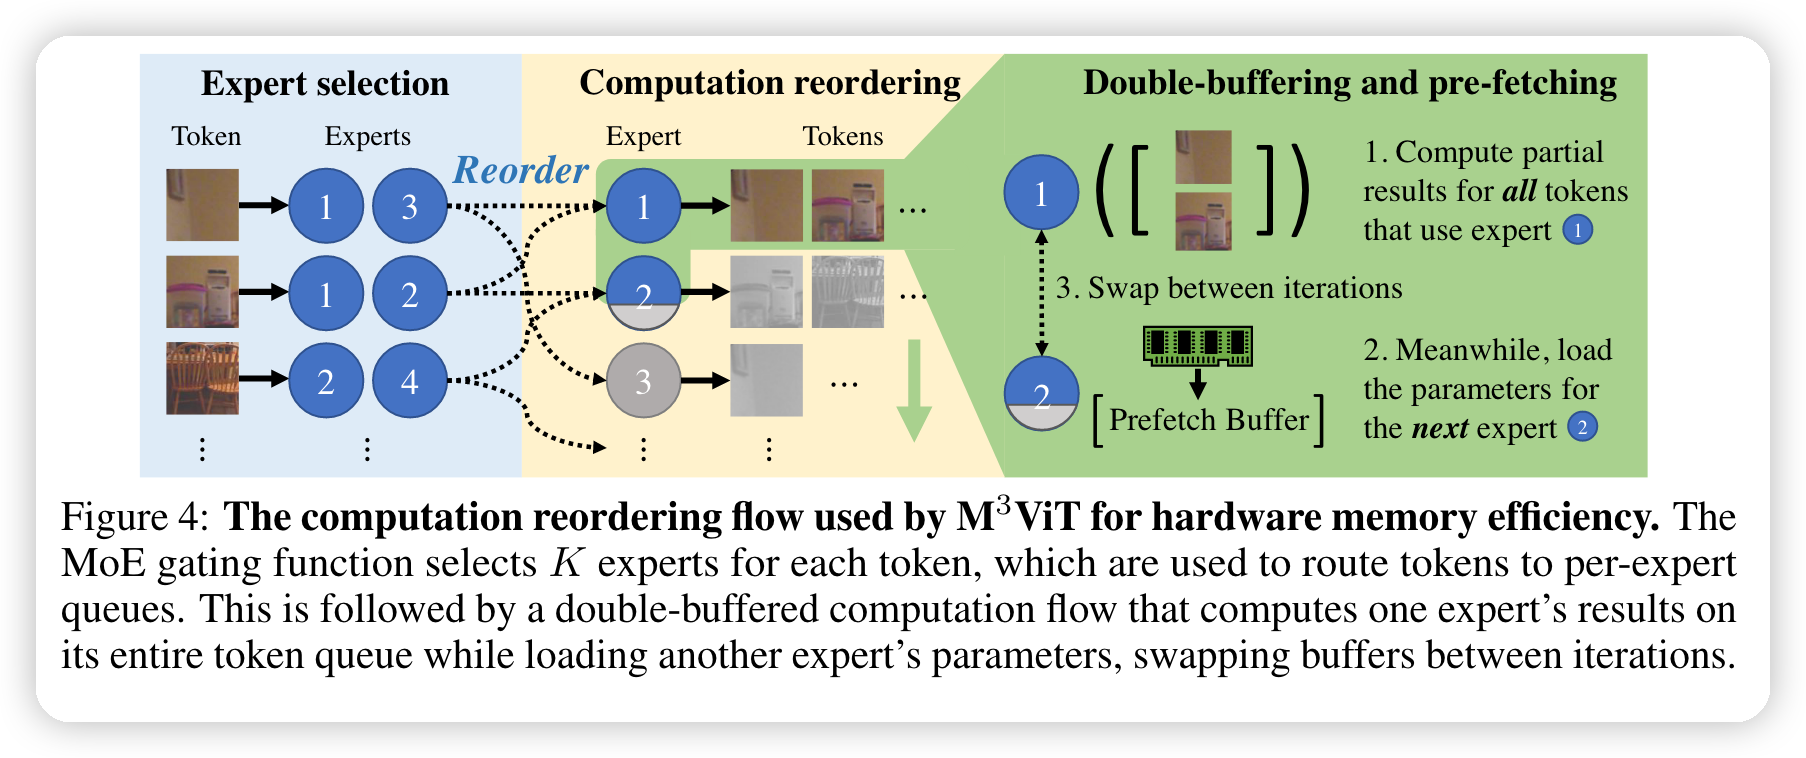 Expert selection
Computation reordering
Double-buffering and pre-fetching
Token
Experts
Reorder
Expert
Tokens
1 3
1 2
2 4
⋮ ⋮
1 ...
2 ...
3 ...
⋮ ⋮
1 ( [ ] )
1. Compute partial
results for all tokens
that use expert 1
3. Swap between iterations
2 [Prefetch Buffer]
2. Meanwhile, load
the parameters for
the next expert 2
Figure 4: The computation reordering flow used by M³ViT for hardware memory efficiency. The
MoE gating function selects K experts for each token, which are used to route tokens to per-expert
queues. This is followed by a double-buffered computation flow that computes one expert's results on
its entire token queue while loading another expert's parameters, swapping buffers between iterations.